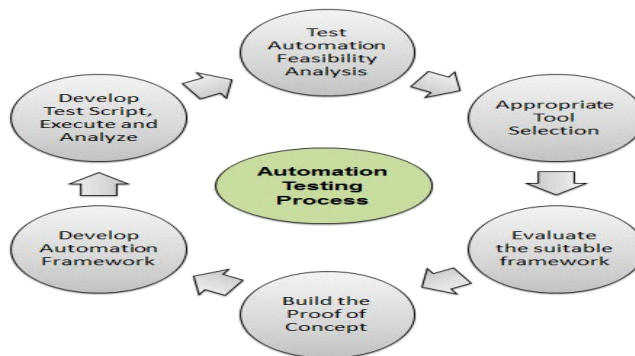 Test
Automation
Feasibility
Analysis
Appropriate
Tool
Selection
Evaluate
the suitable
framework
Build the
Proof of
Concept
Develop
Automation
Framework
Develop
Test Script,
Execute and
Analyze
Automation
Testing
Process